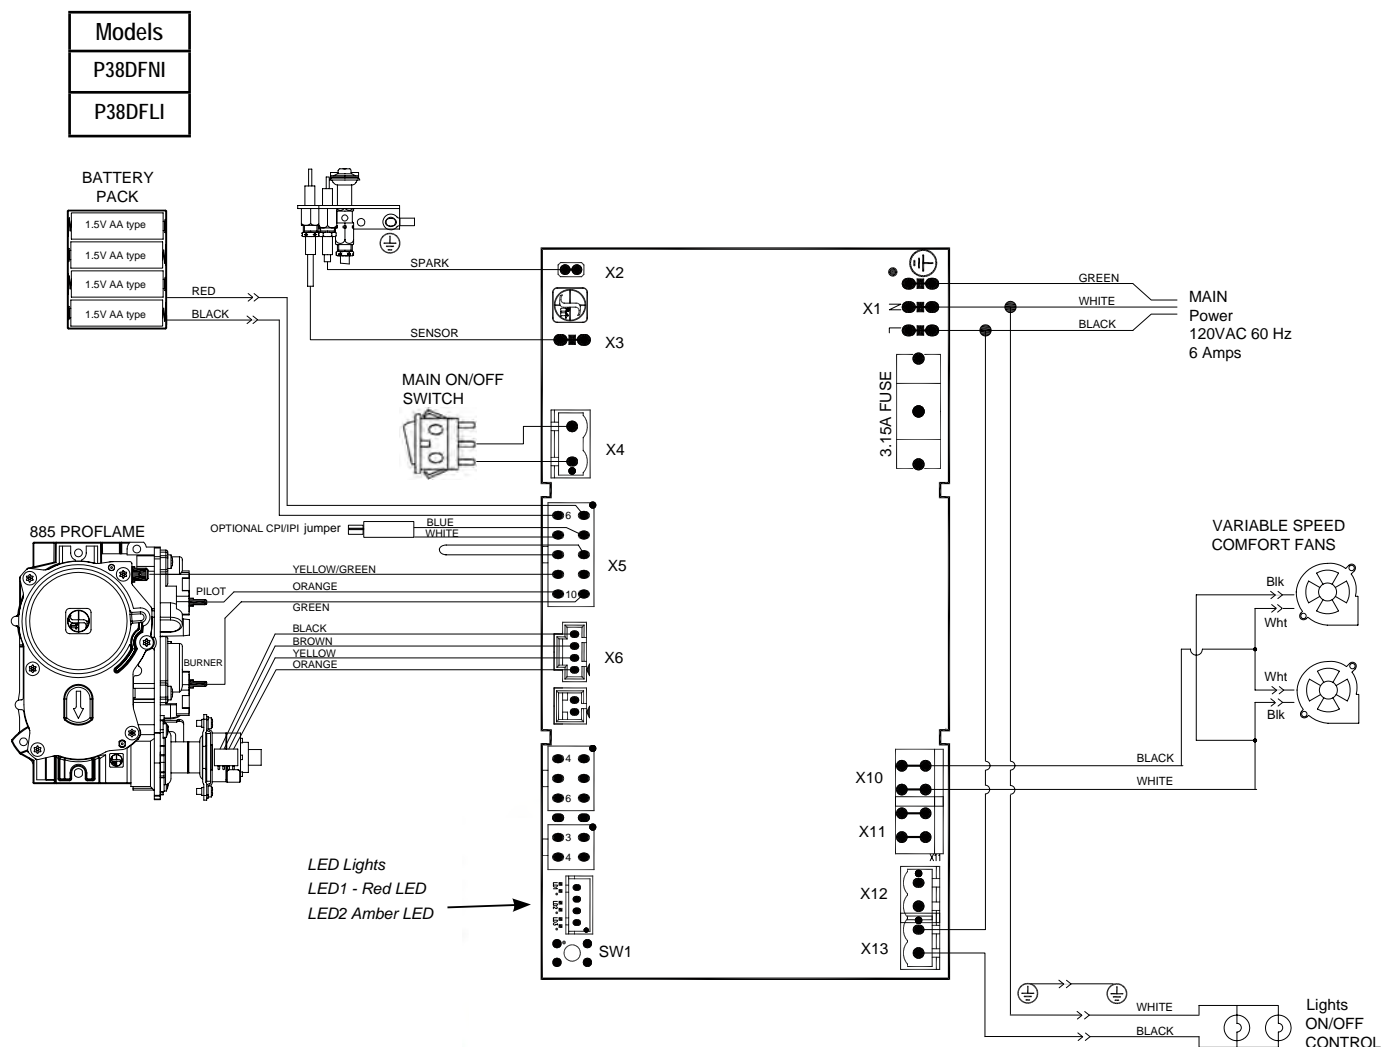 Models
P38DFNI
P38DFLI
BATTERY
PACK
1.5V AA type
1.5V AA type
1.5V AA type
1.5V AA type
RED
BLACK
SPARK
X2
SENSOR
X3
MAIN ON/OFF
SWITCH
X4
X1
N
L
GREEN
WHITE
BLACK
MAIN
Power
120VAC 60 Hz
6 Amps
3.15A FUSE
885 PROFLAME
OPTIONAL CPI/IPI jumper
BLUE
WHITE
6
X5
YELLOW/GREEN
PILOT
ORANGE
10
GREEN
BLACK
BROWN
YELLOW
ORANGE
X6
BURNER
VARIABLE SPEED
COMFORT FANS
Blk
Wht
Wht
Blk
4
6
3
4
X10
BLACK
WHITE
X11
X11
X12
X13
LED Lights
LED1 - Red LED
LED2 Amber LED
SW1
WHITE
BLACK
Lights
ON/OFF
CONTROL